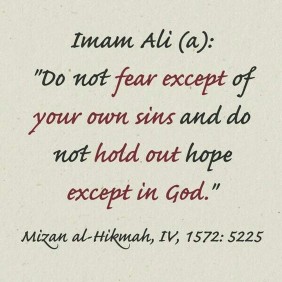 Imam Ali (a):
"Do not fear except of
your own sins and do
not hold out hope
except in God."
Mizan al-Hikmah, IV, 1572: 5225